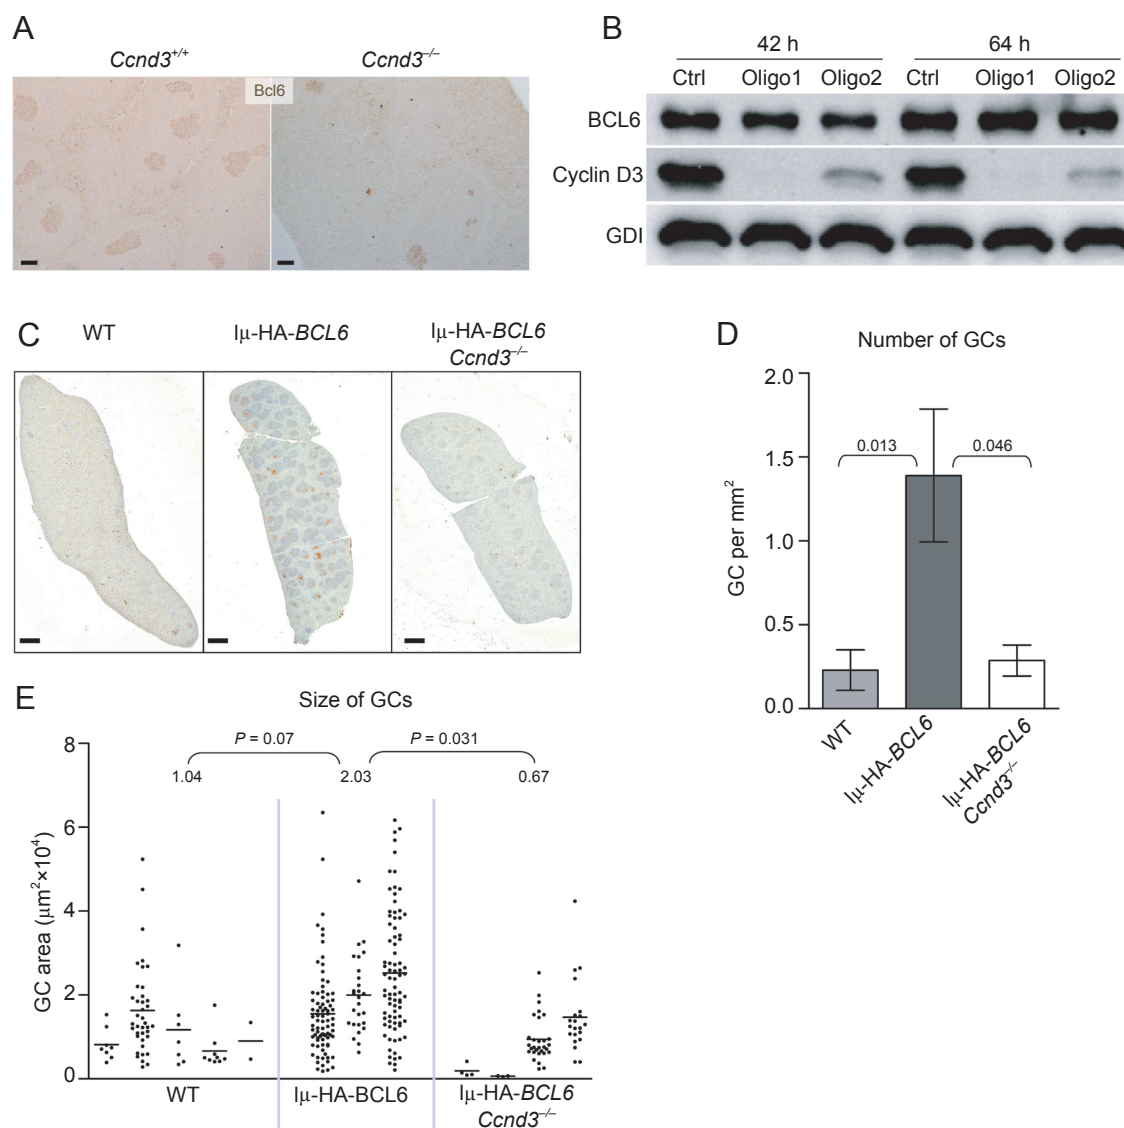 A
Ccnd3+/+
Ccnd3–/–
Bcl6
B
42 h
64 h
Ctrl
Oligo1
Oligo2
Ctrl
Oligo1
Oligo2
BCL6
Cyclin D3
GDI
C
WT
Iμ-HA-BCL6
Iμ-HA-BCL6
Ccnd3–/–
D
Number of GCs
GC per mm²
2.0
1.5
1.0
0.5
0.0
0.013
0.046
WT
Iμ-HA-BCL6
Iμ-HA-BCL6
Ccnd3–/–
E
Size of GCs
P = 0.07
P = 0.031
1.04
2.03
0.67
GC area (μm²×10⁴)
8
6
4
2
0
WT
Iμ-HA-BCL6
Iμ-HA-BCL6
Ccnd3–/–